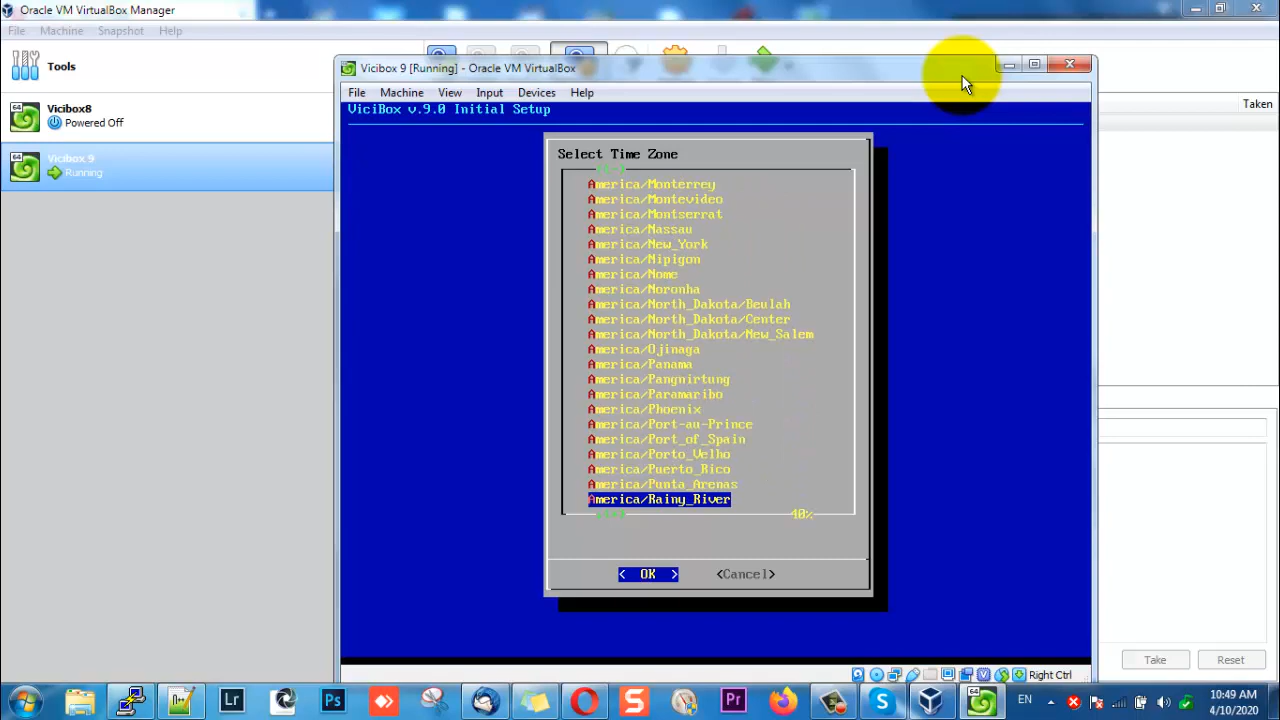 Oracle VM VirtualBox Manager
File Machine Snapshot Help
Tools
Vicibox8
Powered Off
Vicibox 9
Running
Taken
Vicibox 9 [Running] - Oracle VM VirtualBox
File Machine View Input Devices Help
ViciBox v.9.0 Initial Setup
Select Time Zone
America/Monterrey
America/Montevideo
America/Montserrat
America/Nassau
America/New_York
America/Nipigon
America/Nome
America/Noronha
America/North_Dakota/Beulah
America/North_Dakota/Center
America/North_Dakota/New_Salem
America/Ojinaga
America/Panama
America/Pangnirtung
America/Paramaribo
America/Phoenix
America/Port-au-Prince
America/Port_of_Spain
America/Porto_Velho
America/Puerto_Rico
America/Punta_Arenas
America/Rainy_River
40%
< OK > <Cancel>
Take Reset
Right Ctrl
Lr Ps Pr S EN
10:49 AM
4/10/2020